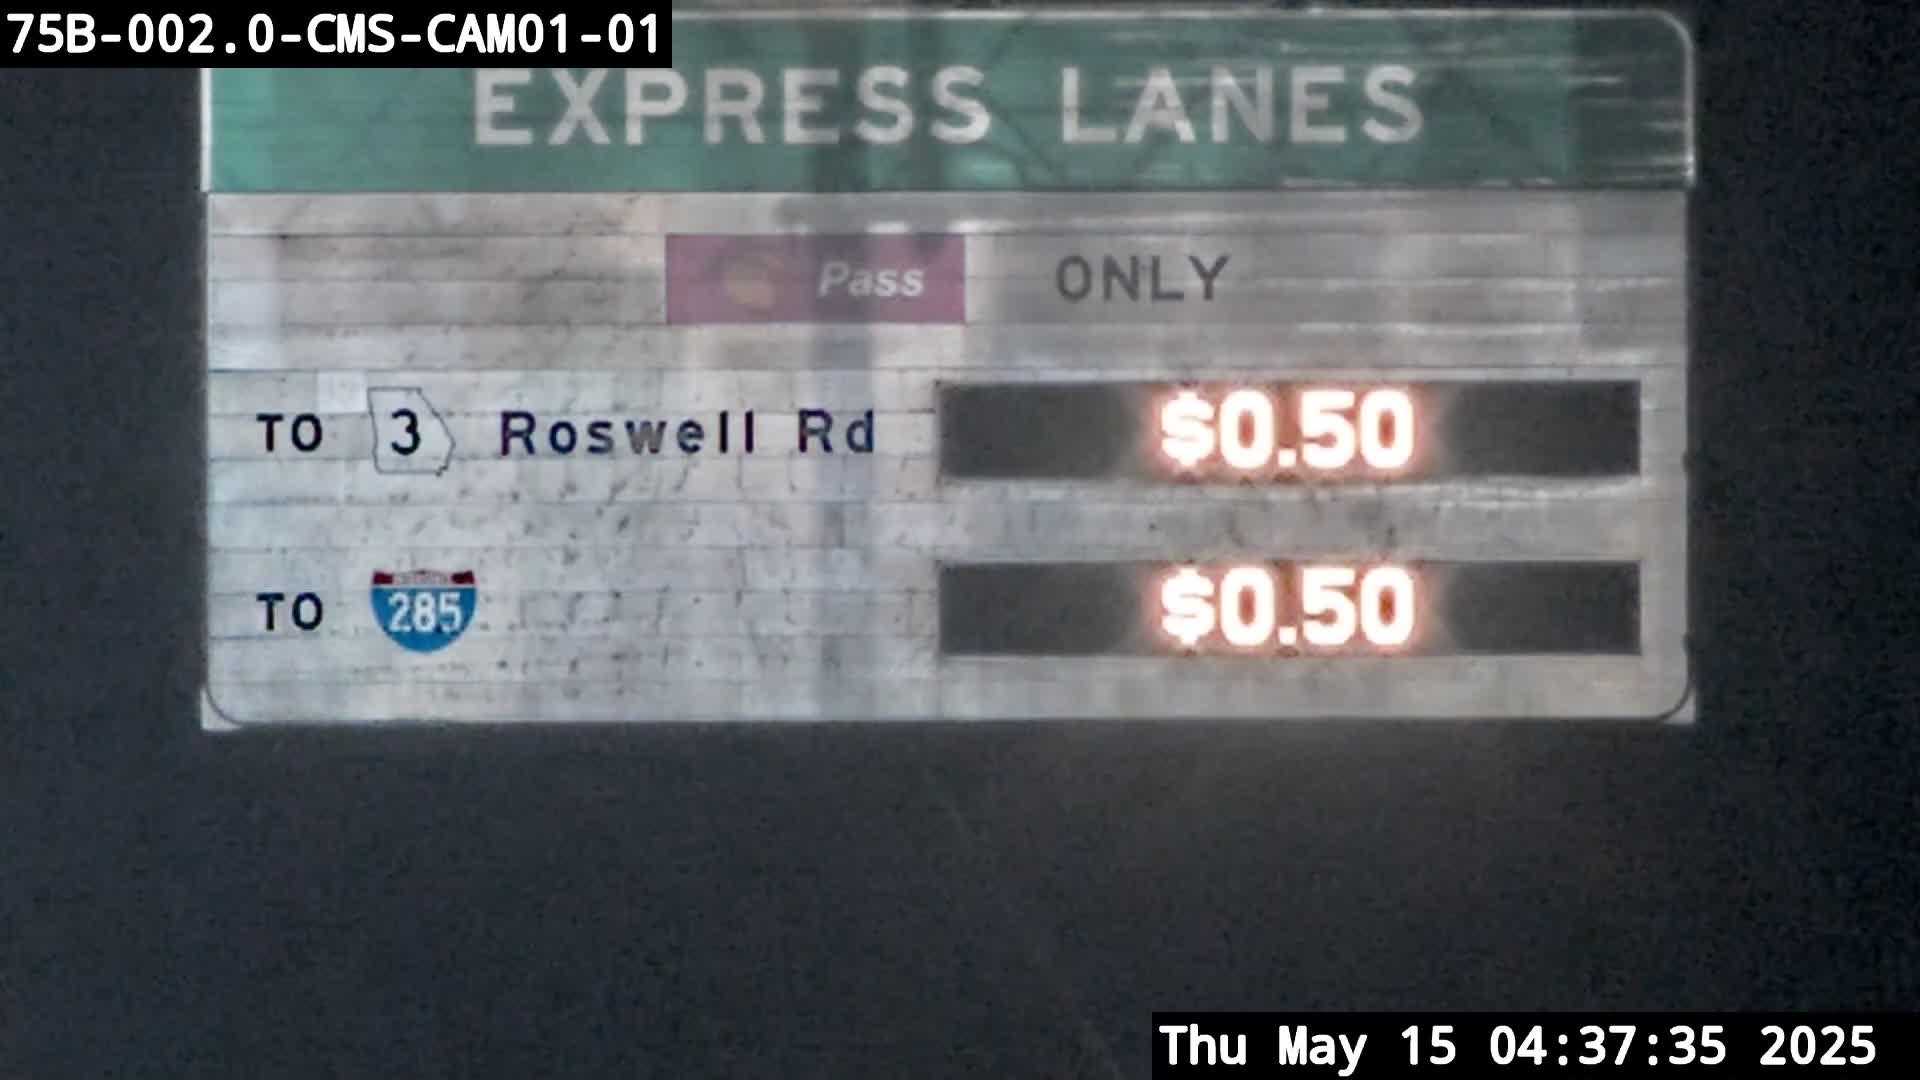 75B-002.0-CMS-CAM01-01
EXPRESS LANES
Pass ONLY
TO 3 Roswell Rd $0.50
TO 285 $0.50
Thu May 15 04:37:35 2025